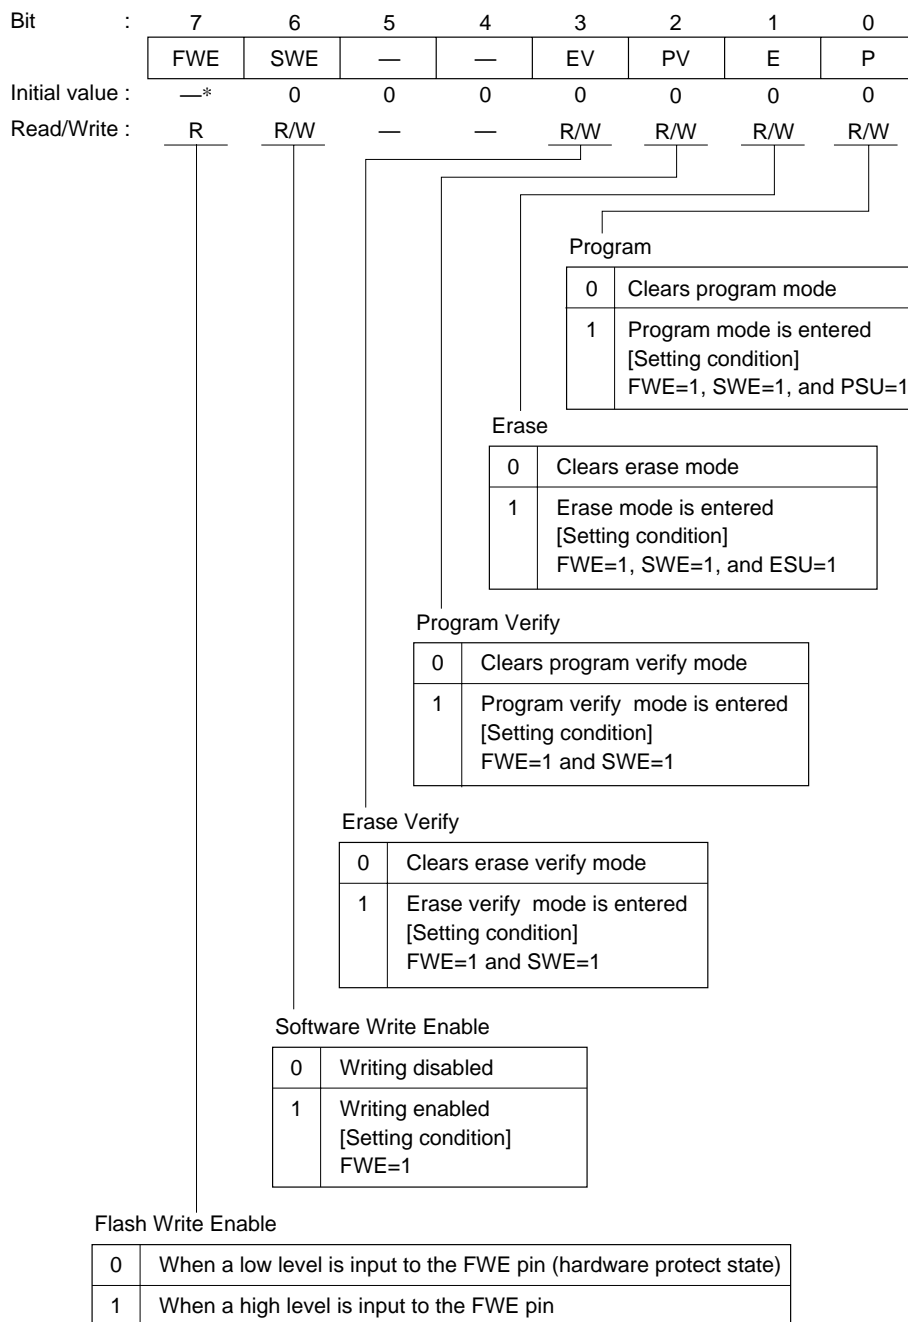 Bit : 7 6 5 4 3 2 1 0
FWE SWE — — EV PV E P
Initial value : —* 0 0 0 0 0 0 0
Read/Write : R R/W — — R/W R/W R/W R/W
Program
0 Clears program mode
1 Program mode is entered
[Setting condition]
FWE=1, SWE=1, and PSU=1
Erase
0 Clears erase mode
1 Erase mode is entered
[Setting condition]
FWE=1, SWE=1, and ESU=1
Program Verify
0 Clears program verify mode
1 Program verify mode is entered
[Setting condition]
FWE=1 and SWE=1
Erase Verify
0 Clears erase verify mode
1 Erase verify mode is entered
[Setting condition]
FWE=1 and SWE=1
Software Write Enable
0 Writing disabled
1 Writing enabled
[Setting condition]
FWE=1
Flash Write Enable
0 When a low level is input to the FWE pin (hardware protect state)
1 When a high level is input to the FWE pin